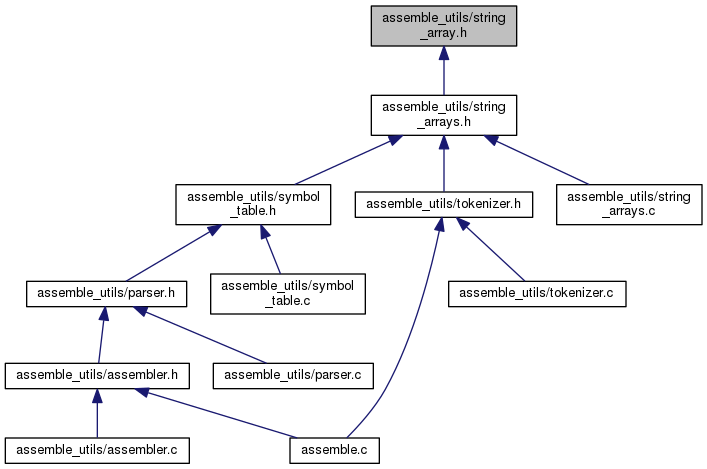 assemble_utils/string
_array.h
assemble_utils/string
_arrays.h
assemble_utils/symbol
_table.h
assemble_utils/tokenizer.h
assemble_utils/string
_arrays.c
assemble_utils/parser.h
assemble_utils/symbol
_table.c
assemble_utils/tokenizer.c
assemble_utils/assembler.h
assemble_utils/parser.c
assemble_utils/assembler.c
assemble.c